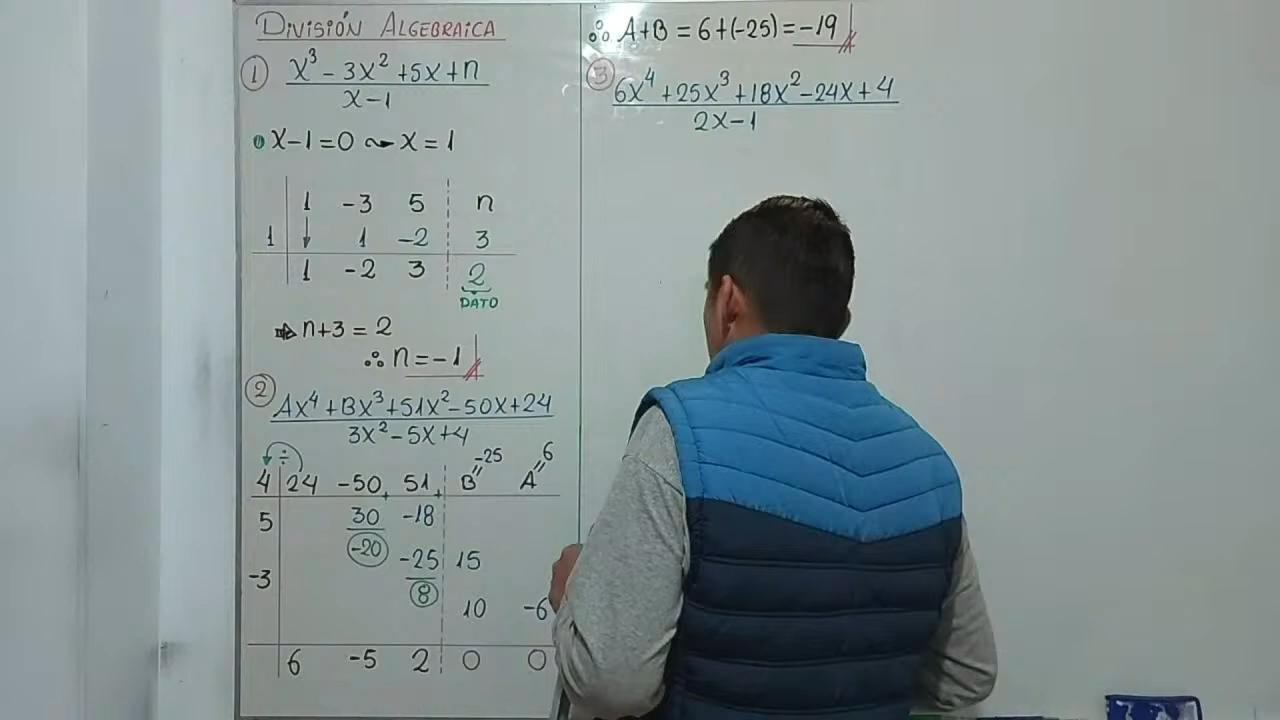 DIVISIÓN ALGEBRAICA
① x³ - 3x² + 5x + n
x - 1
x - 1 = 0 ⤳ x = 1
1 -3 5 n
1 1 -2 3
1 -2 3 2
DATO
⇒ n + 3 = 2
∴ n = -1
② Ax⁴ + Bx³ + 51x² - 50x + 24
3x² - 5x + 4
÷ -25 6
4 24 -50 51 B A
5 30 -18
-20
-25 15
-3
8
10 -6
6 -5 2 0 0
∴ A + B = 6 + (-25) = -19
③ 6x⁴ + 25x³ + 18x² - 24x + 4
2x - 1